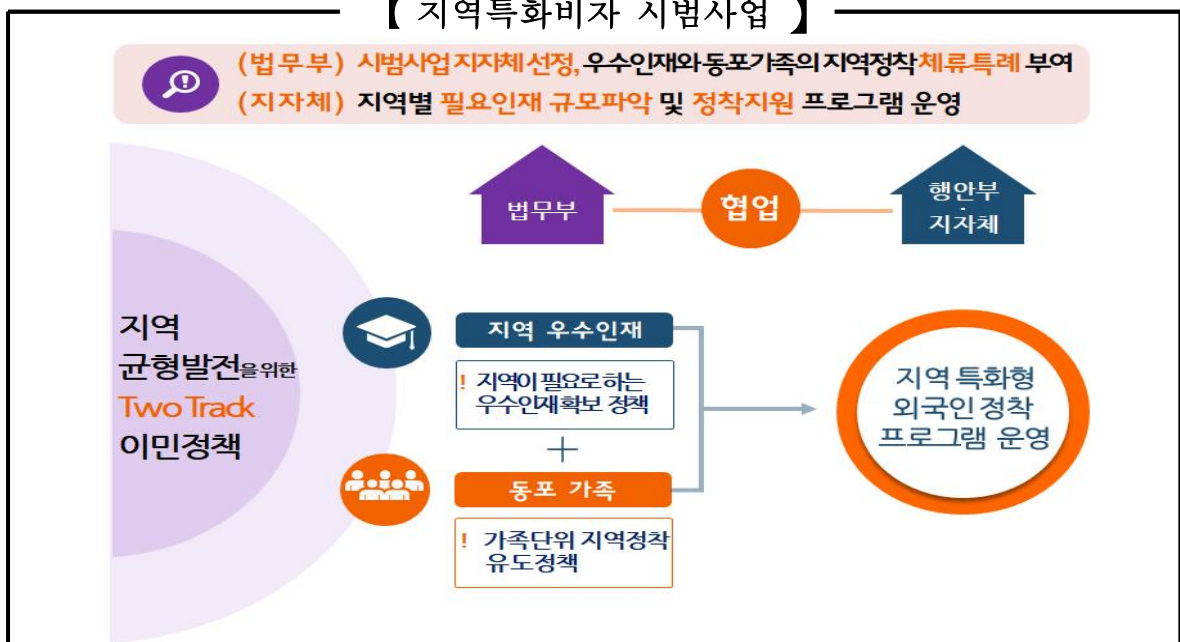 【 지역특화비자 시범사업 】
(법무부) 시범사업 지자체 선정, 우수인재와 동포가족의 지역정착 체류특례 부여
(지자체) 지역별 필요인재 규모파악 및 정착지원 프로그램 운영
법무부
협업
행안부
·
지자체
지역
균형발전을 위한
Two Track
이민정책
지역 우수인재
! 지역이 필요로 하는
우수인재 확보 정책
+
동포 가족
! 가족단위 지역정착
유도정책
지역 특화형
외국인 정착
프로그램 운영